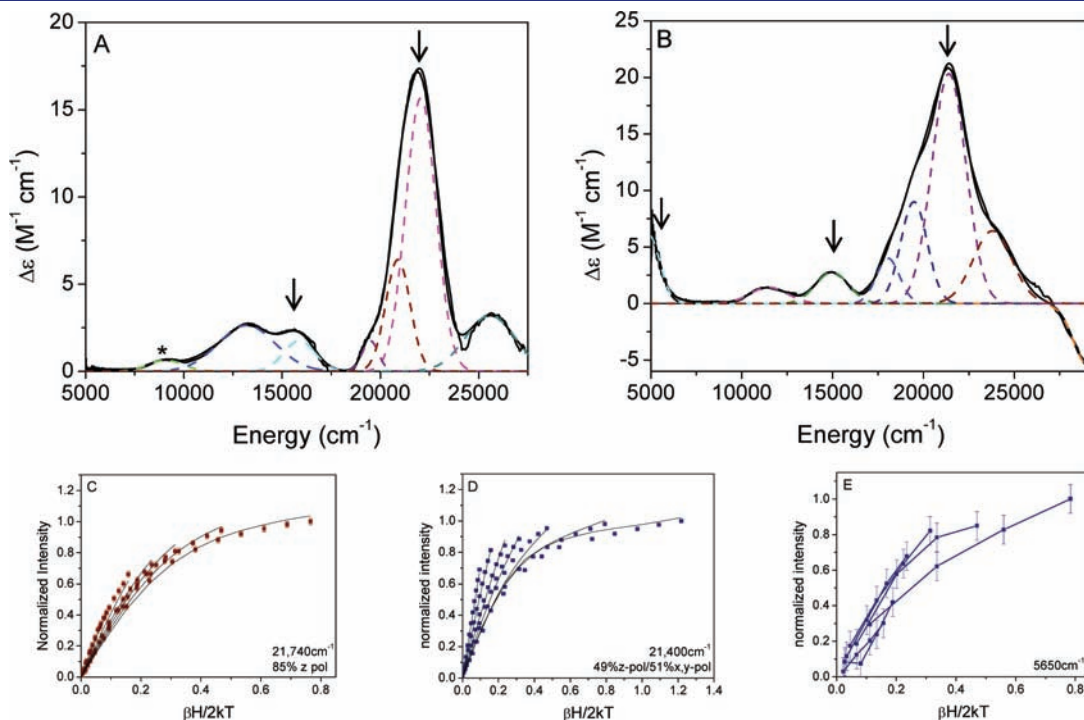 A
Δε (M⁻¹ cm⁻¹)
20
15
10
5
0
*
5000 10000 15000 20000 25000
Energy (cm⁻¹)
B
Δε (M⁻¹ cm⁻¹)
25
20
15
10
5
0
-5
5000 10000 15000 20000 25000
Energy (cm⁻¹)
C
Normalized Intensity
1.2
1.0
0.8
0.6
0.4
0.2
0.0
21,740cm⁻¹
85% z pol
0.0 0.2 0.4 0.6 0.8
βH/2kT
D
normalized intensity
1.2
1.0
0.8
0.6
0.4
0.2
0.0
21,400cm⁻¹
49%z-pol/51%x,y-pol
0.0 0.2 0.4 0.6 0.8 1.0 1.2 1.4
βH/2kT
E
normalized intensity
1.2
1.0
0.8
0.6
0.4
0.2
0.0
5650cm⁻¹
0.0 0.2 0.4 0.6 0.8
βH/2kT